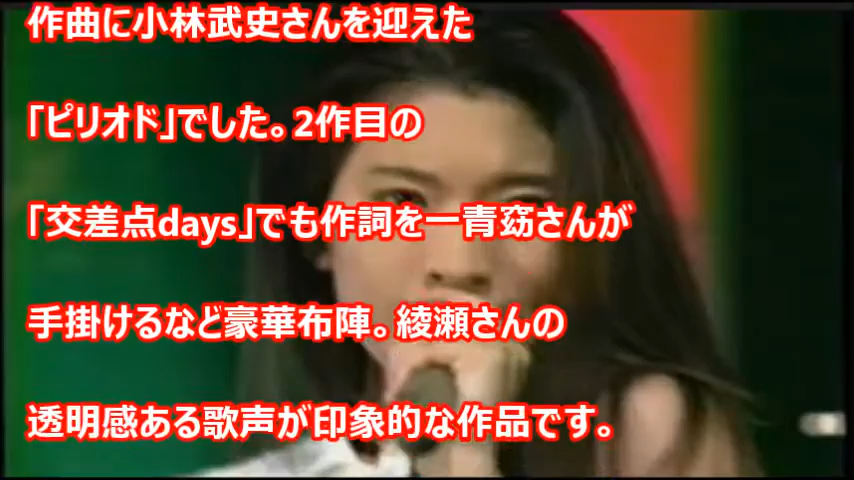 作曲に小林武史さんを迎えた
｢ピリオド｣でした。2作目の
｢交差点days｣でも作詞を一青窈さんが
手掛けるなど豪華布陣。綾瀬さんの
透明感ある歌声が印象的な作品です。